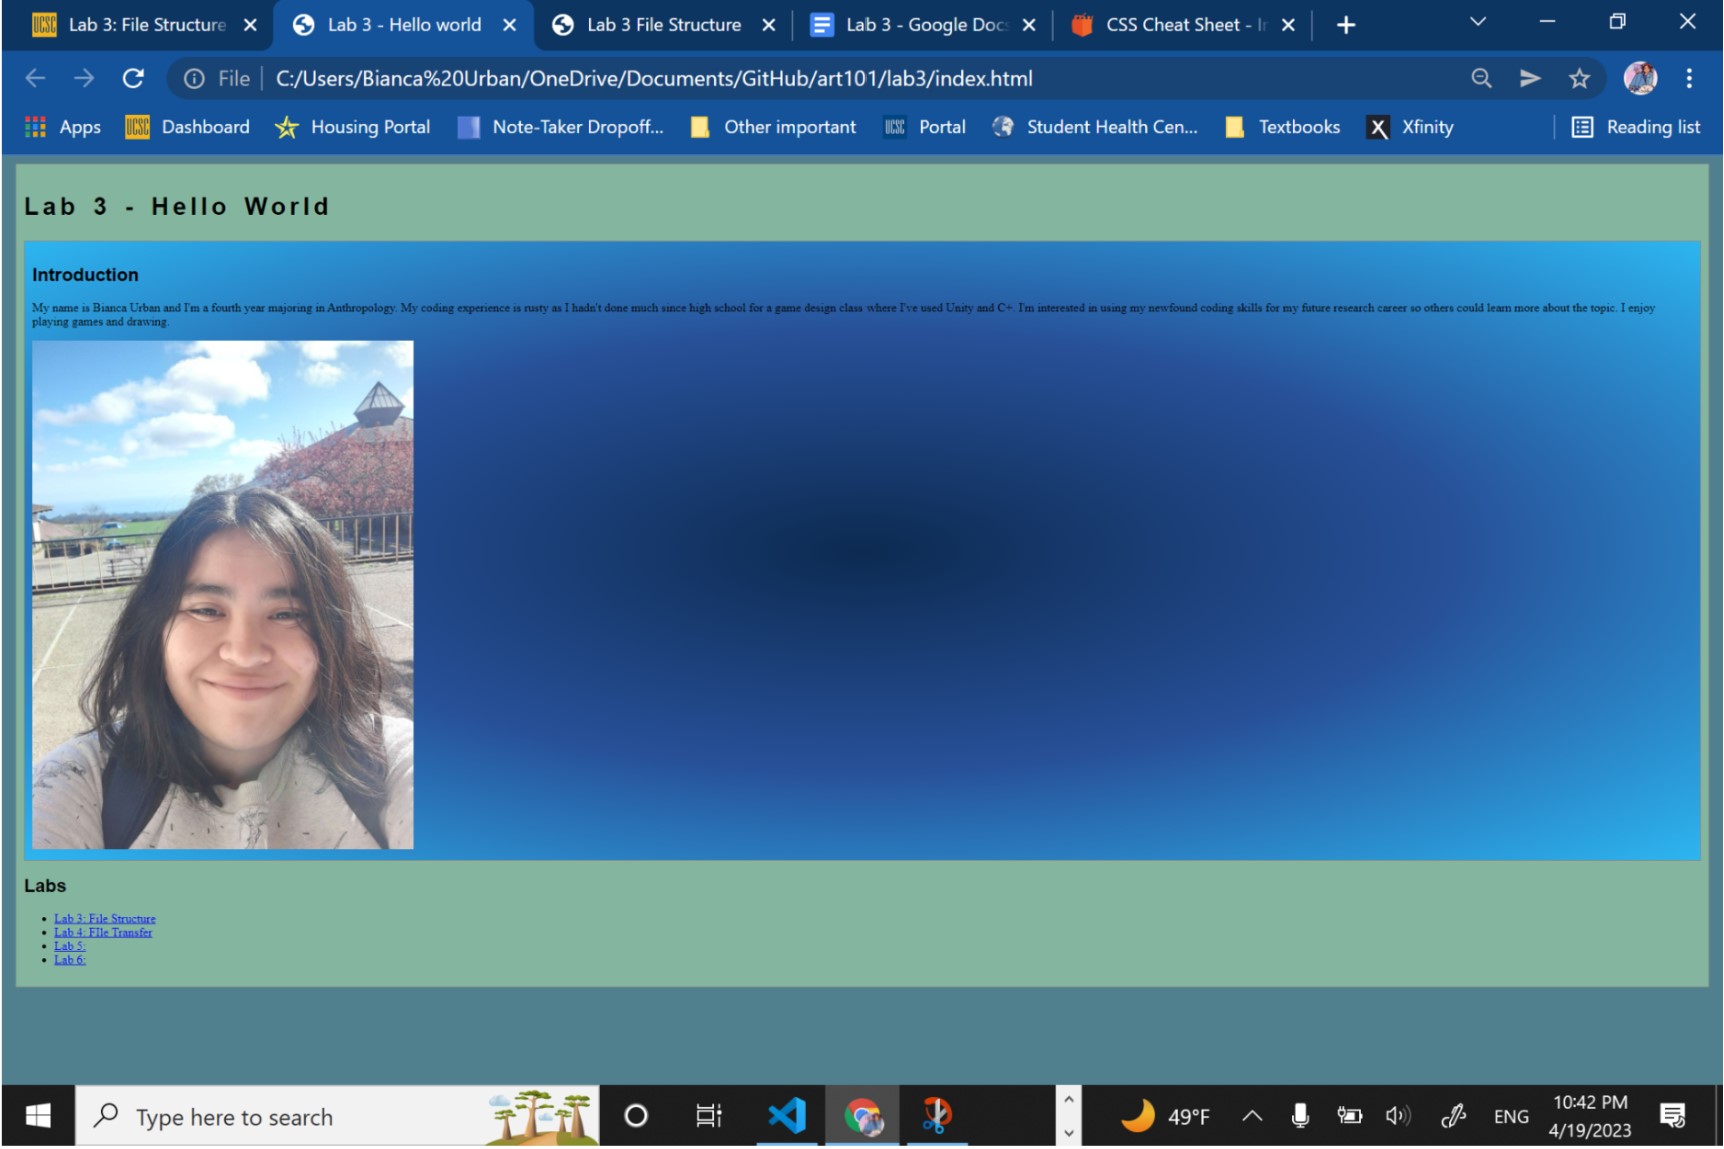 Lab 3: File Structure
Lab 3 - Hello world
Lab 3 File Structure
Lab 3 - Google Docs
CSS Cheat Sheet - In
File
C:/Users/Bianca%20Urban/OneDrive/Documents/GitHub/art101/lab3/index.html
Apps
UCSC
Dashboard
Housing Portal
Note-Taker Dropoff...
Other important
UCSC
Portal
Student Health Cen...
Textbooks
X
Xfinity
Reading list
Lab 3 - Hello World
Introduction
My name is Bianca Urban and I'm a fourth year majoring in Anthropology. My coding experience is rusty as I hadn't done much since high school for a game design class where I've used Unity and C+. I'm interested in using my newfound coding skills for my future research career so others could learn more about the topic. I enjoy
playing games and drawing.
Labs
Lab 3: File Structure
Lab 4: FIle Transfer
Lab 5:
Lab 6:
Type here to search
49°F
ENG
10:42 PM
4/19/2023